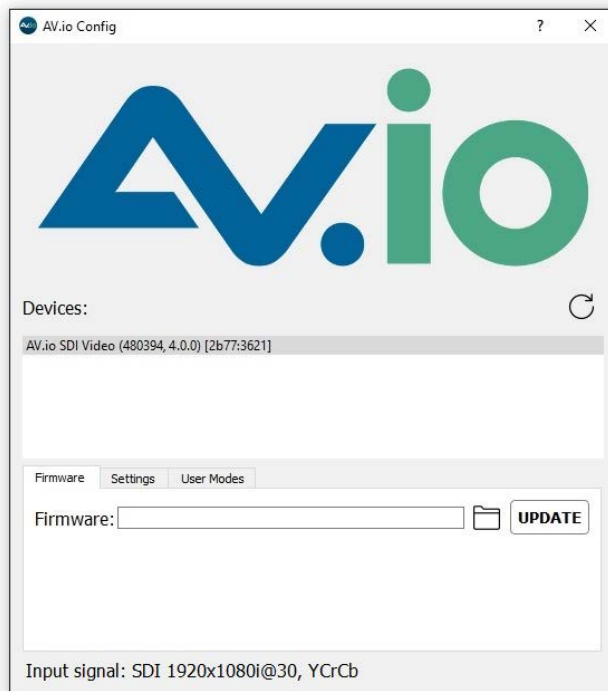 AV.io Config ? ×
AV.io
Devices:
AV.io SDI Video (480394, 4.0.0) [2b77:3621]
Firmware Settings User Modes
Firmware: UPDATE
Input signal: SDI 1920x1080i@30, YCrCb